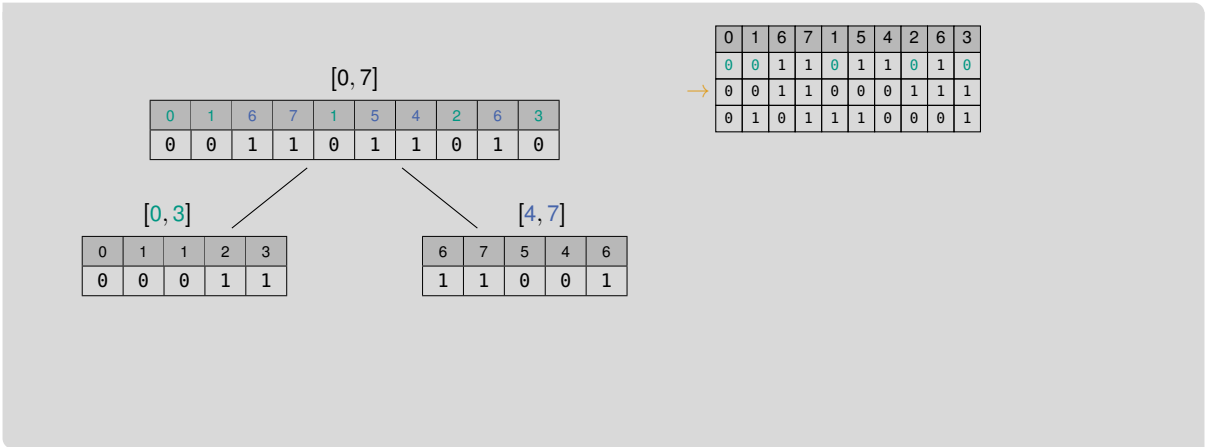 [0, 7]
0 1 6 7 1 5 4 2 6 3
0 0 1 1 0 1 1 0 1 0
[0, 3]
0 1 1 2 3
0 0 0 1 1
[4, 7]
6 7 5 4 6
1 1 0 0 1
0 1 6 7 1 5 4 2 6 3
0 0 1 1 0 1 1 0 1 0
→ 0 0 1 1 0 0 0 1 1 1
0 1 0 1 1 1 0 0 0 1